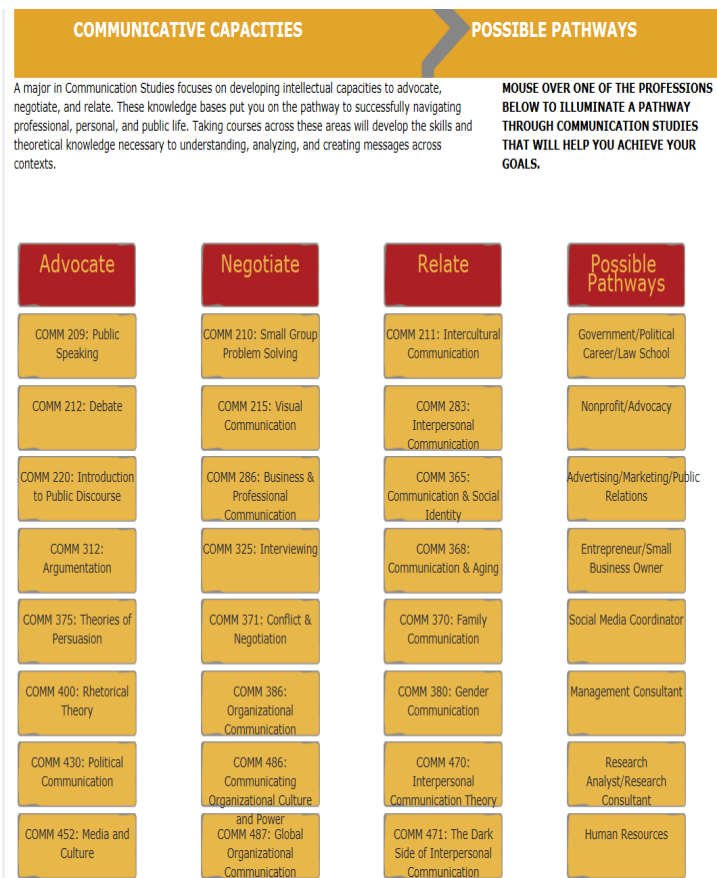 COMMUNICATIVE CAPACITIES
POSSIBLE PATHWAYS
A major in Communication Studies focuses on developing intellectual capacities to advocate,
negotiate, and relate. These knowledge bases put you on the pathway to successfully navigating
professional, personal, and public life. Taking courses across these areas will develop the skills and
theoretical knowledge necessary to understanding, analyzing, and creating messages across
contexts.
MOUSE OVER ONE OF THE PROFESSIONS
BELOW TO ILLUMINATE A PATHWAY
THROUGH COMMUNICATION STUDIES
THAT WILL HELP YOU ACHIEVE YOUR
GOALS.
Advocate
COMM 209: Public
Speaking
COMM 212: Debate
COMM 220: Introduction
to Public Discourse
COMM 312:
Argumentation
COMM 375: Theories of
Persuasion
COMM 400: Rhetorical
Theory
COMM 430: Political
Communication
COMM 452: Media and
Culture
Negotiate
COMM 210: Small Group
Problem Solving
COMM 215: Visual
Communication
COMM 286: Business &
Professional
Communication
COMM 325: Interviewing
COMM 371: Conflict &
Negotiation
COMM 386:
Organizational
Communication
COMM 486:
Communicating
Organizational Culture
and Power
COMM 487: Global
Organizational
Communication
Relate
COMM 211: Intercultural
Communication
COMM 283:
Interpersonal
Communication
COMM 365:
Communication & Social
Identity
COMM 368:
Communication & Aging
COMM 370: Family
Communication
COMM 380: Gender
Communication
COMM 470:
Interpersonal
Communication Theory
COMM 471: The Dark
Side of Interpersonal
Communication
Possible
Pathways
Government/Political
Career/Law School
Nonprofit/Advocacy
Advertising/Marketing/Public
Relations
Entrepreneur/Small
Business Owner
Social Media Coordinator
Management Consultant
Research
Analyst/Research
Consultant
Human Resources